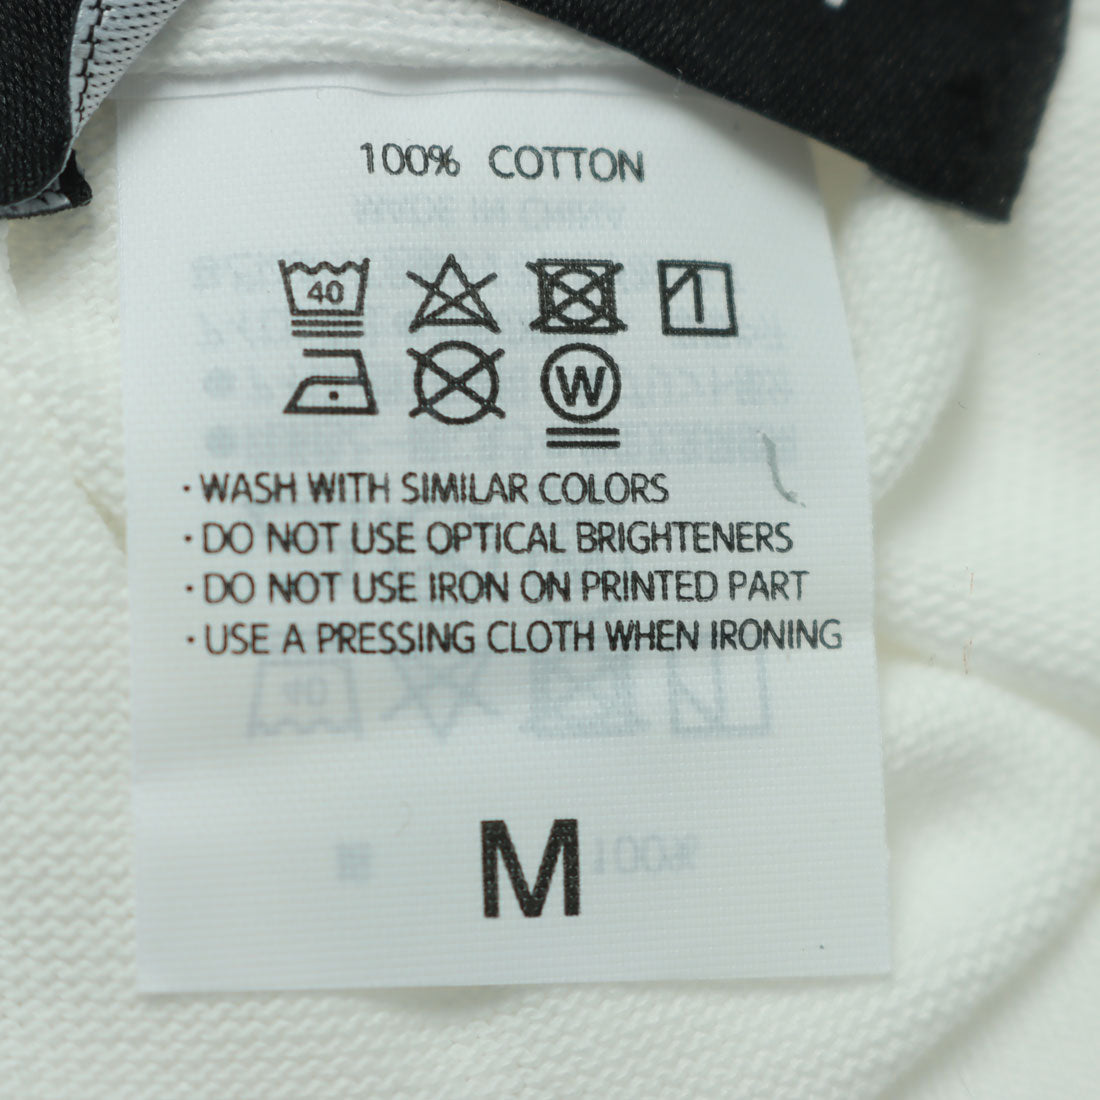 100% COTTON
40
W
· WASH WITH SIMILAR COLORS
· DO NOT USE OPTICAL BRIGHTENERS
· DO NOT USE IRON ON PRINTED PART
· USE A PRESSING CLOTH WHEN IRONING
M